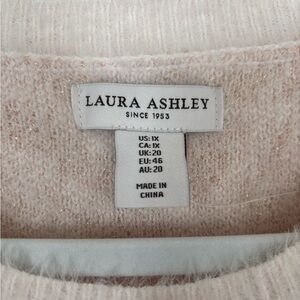 LAURA ASHLEY
SINCE 1953
US: 1X
CA: 1X
UK: 20
EU: 46
AU: 20
MADE IN
CHINA